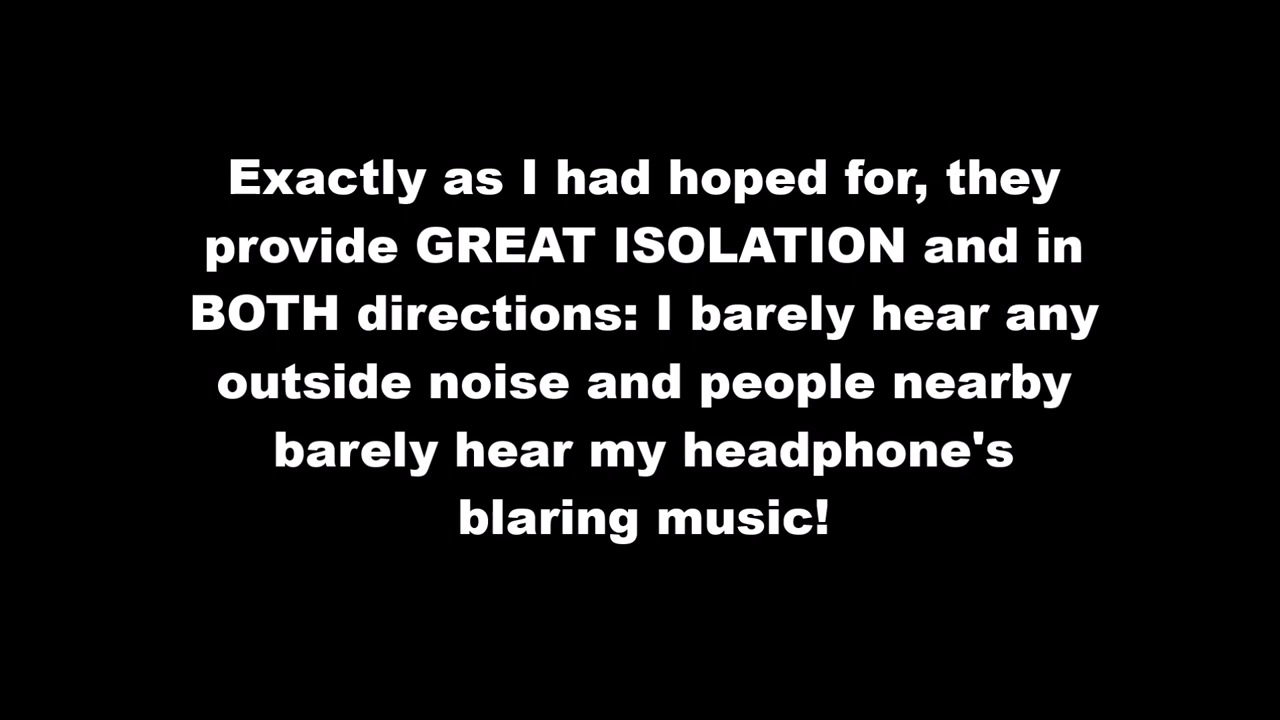 Exactly as I had hoped for, they
provide GREAT ISOLATION and in
BOTH directions: I barely hear any
outside noise and people nearby
barely hear my headphone's
blaring music!